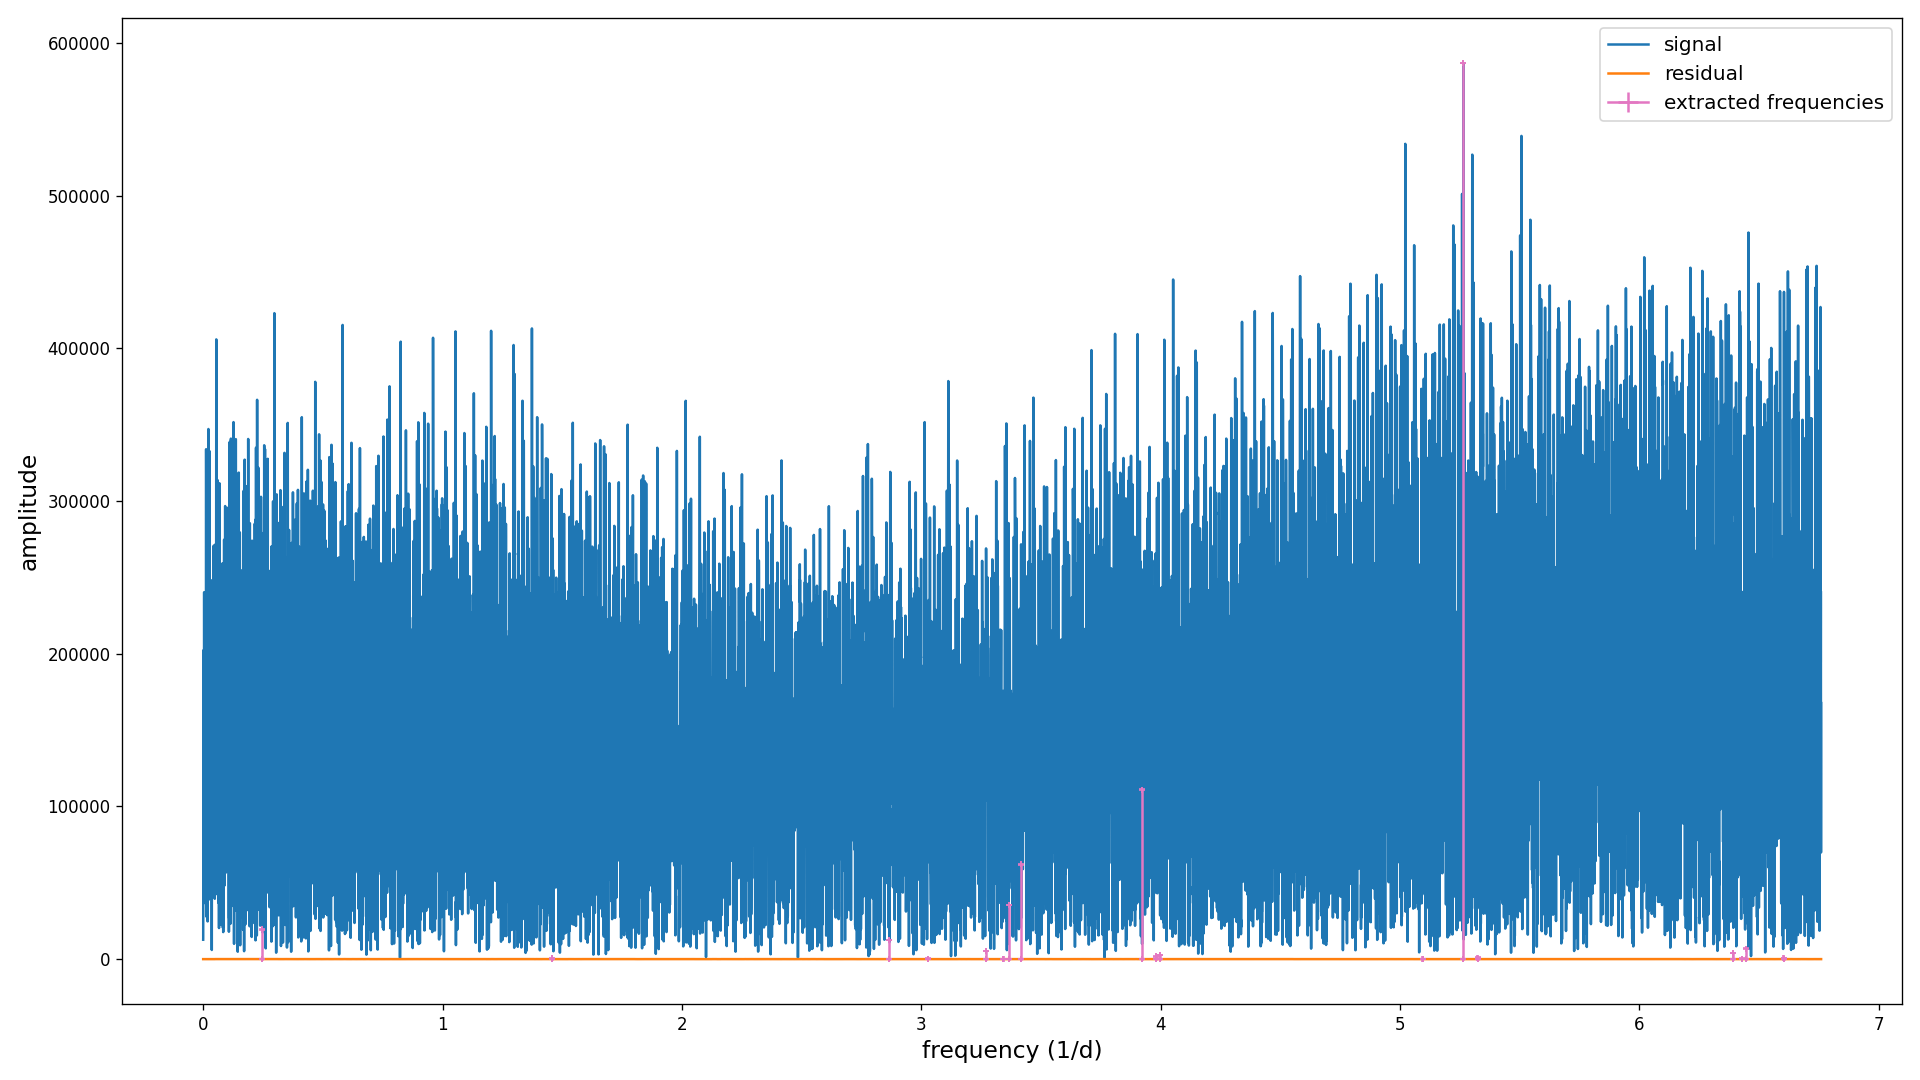 600000
500000
400000
300000
200000
100000
0
amplitude
0 1 2 3 4 5 6 7
frequency (1/d)
signal
residual
extracted frequencies